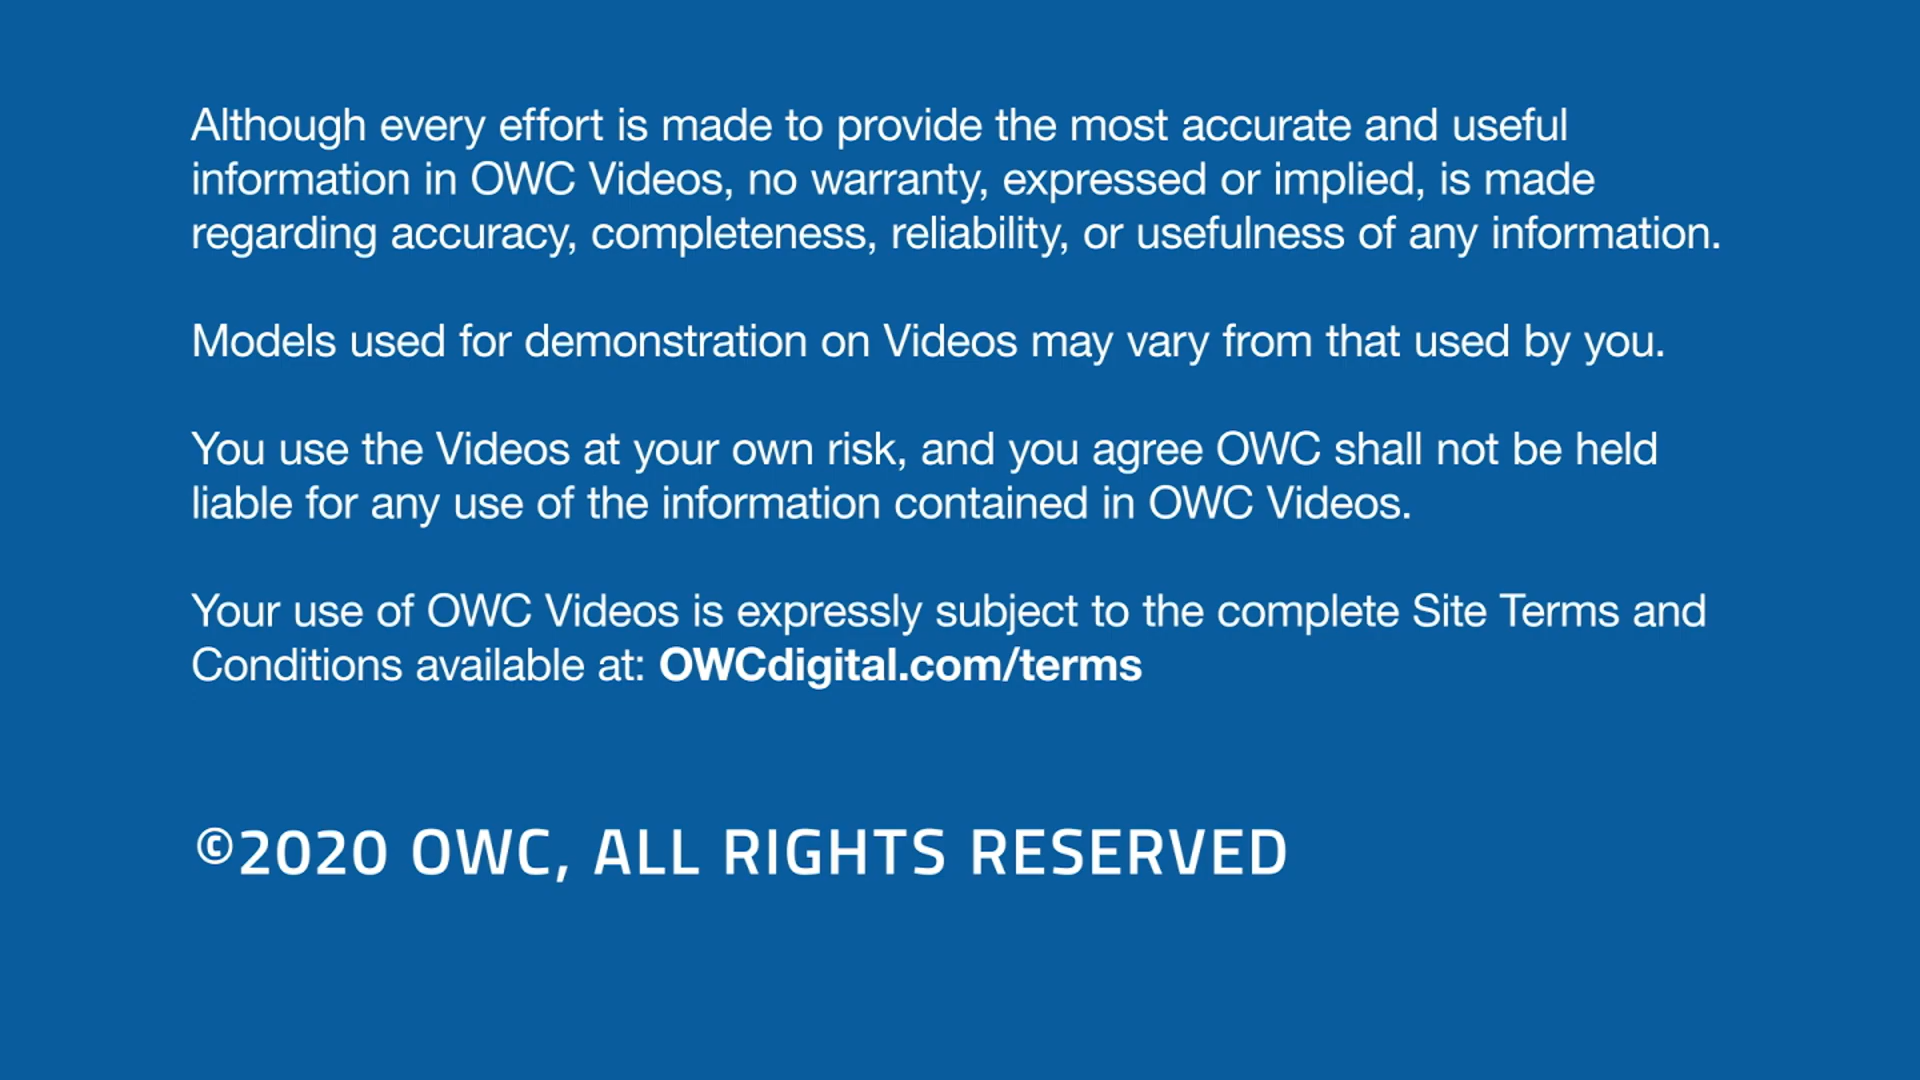 Although every effort is made to provide the most accurate and useful
information in OWC Videos, no warranty, expressed or implied, is made
regarding accuracy, completeness, reliability, or usefulness of any information.
Models used for demonstration on Videos may vary from that used by you.
You use the Videos at your own risk, and you agree OWC shall not be held
liable for any use of the information contained in OWC Videos.
Your use of OWC Videos is expressly subject to the complete Site Terms and
Conditions available at: OWCdigital.com/terms
©2020 OWC, ALL RIGHTS RESERVED